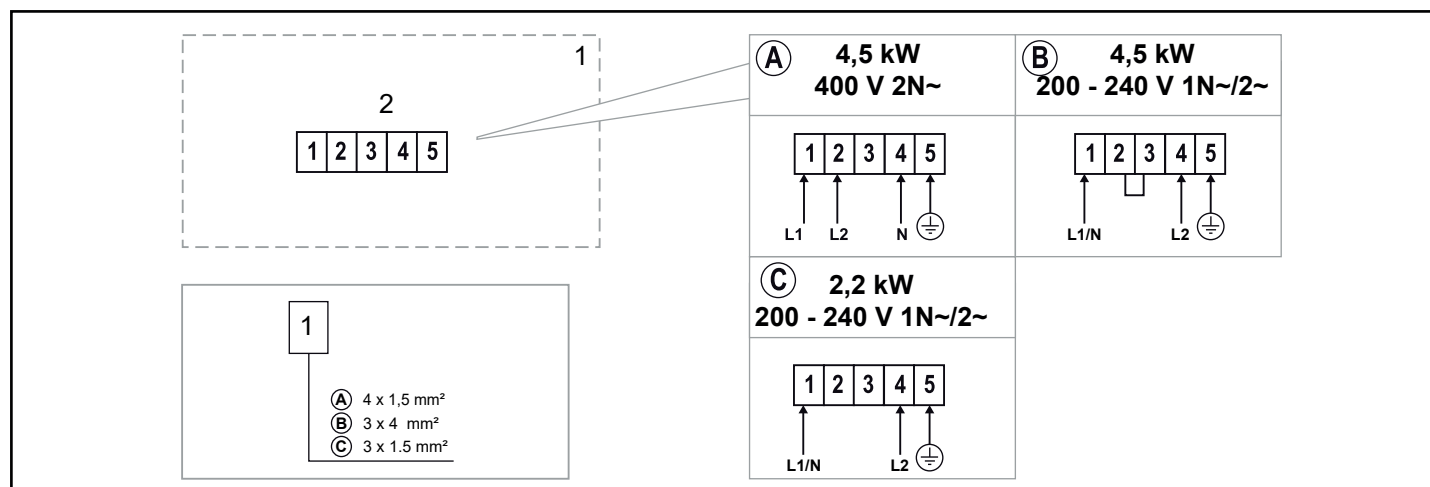 1
2
1 2 3 4 5
1
A 4 x 1,5 mm²
B 3 x 4 mm²
C 3 x 1.5 mm²
A 4,5 kW
400 V 2N~
1 2 3 4 5
L1 L2 N
B 4,5 kW
200 - 240 V 1N~/2~
1 2 3 4 5
L1/N L2
C 2,2 kW
200 - 240 V 1N~/2~
1 2 3 4 5
L1/N L2